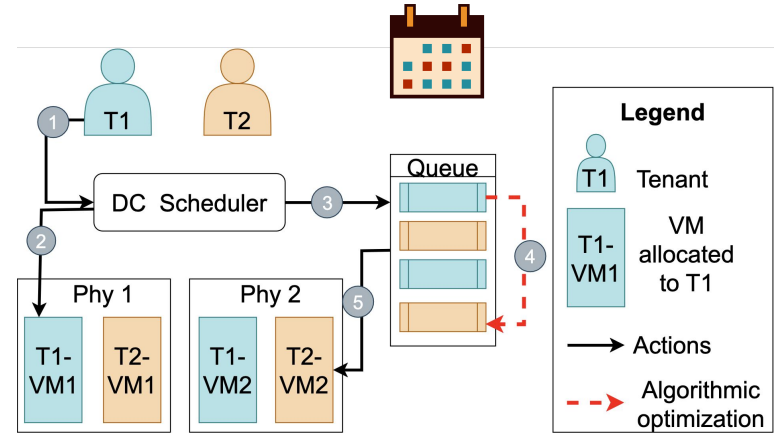 T1
T2
1
DC Scheduler
2
3
Queue
4
5
Phy 1
T1-
VM1
T2-
VM1
Phy 2
T1-
VM2
T2-
VM2
Legend
T1
Tenant
T1-
VM1
VM
allocated
to T1
Actions
Algorithmic
optimization